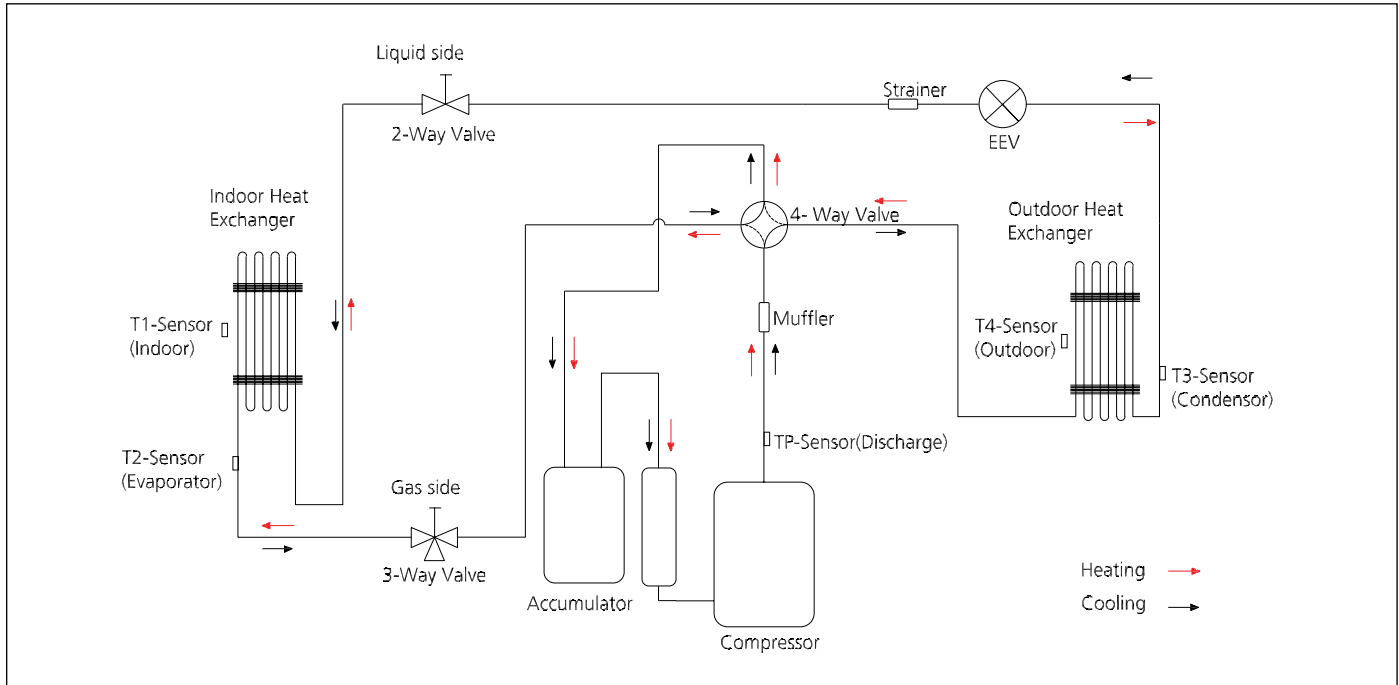 Liquid side
2-Way Valve
Strainer
EEV
Indoor Heat
Exchanger
4- Way Valve
Outdoor Heat
Exchanger
T1-Sensor
(Indoor)
Muffler
T4-Sensor
(Outdoor)
T3-Sensor
(Condensor)
T2-Sensor
(Evaporator)
TP-Sensor(Discharge)
Gas side
3-Way Valve
Accumulator
Compressor
Heating
Cooling